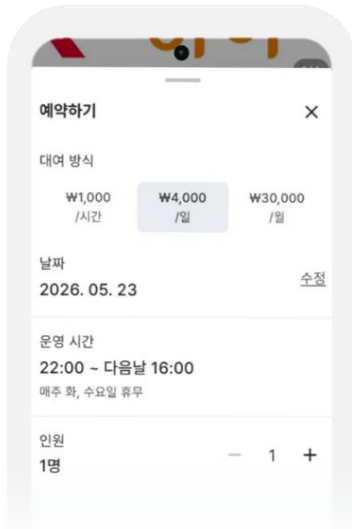 예약하기
대여 방식
₩1,000 ₩4,000 ₩30,000
/시간 /일 /월
날짜
2026. 05. 23 수정
운영 시간
22:00 ~ 다음날 16:00
매주 화, 수요일 휴무
인원
1명 1